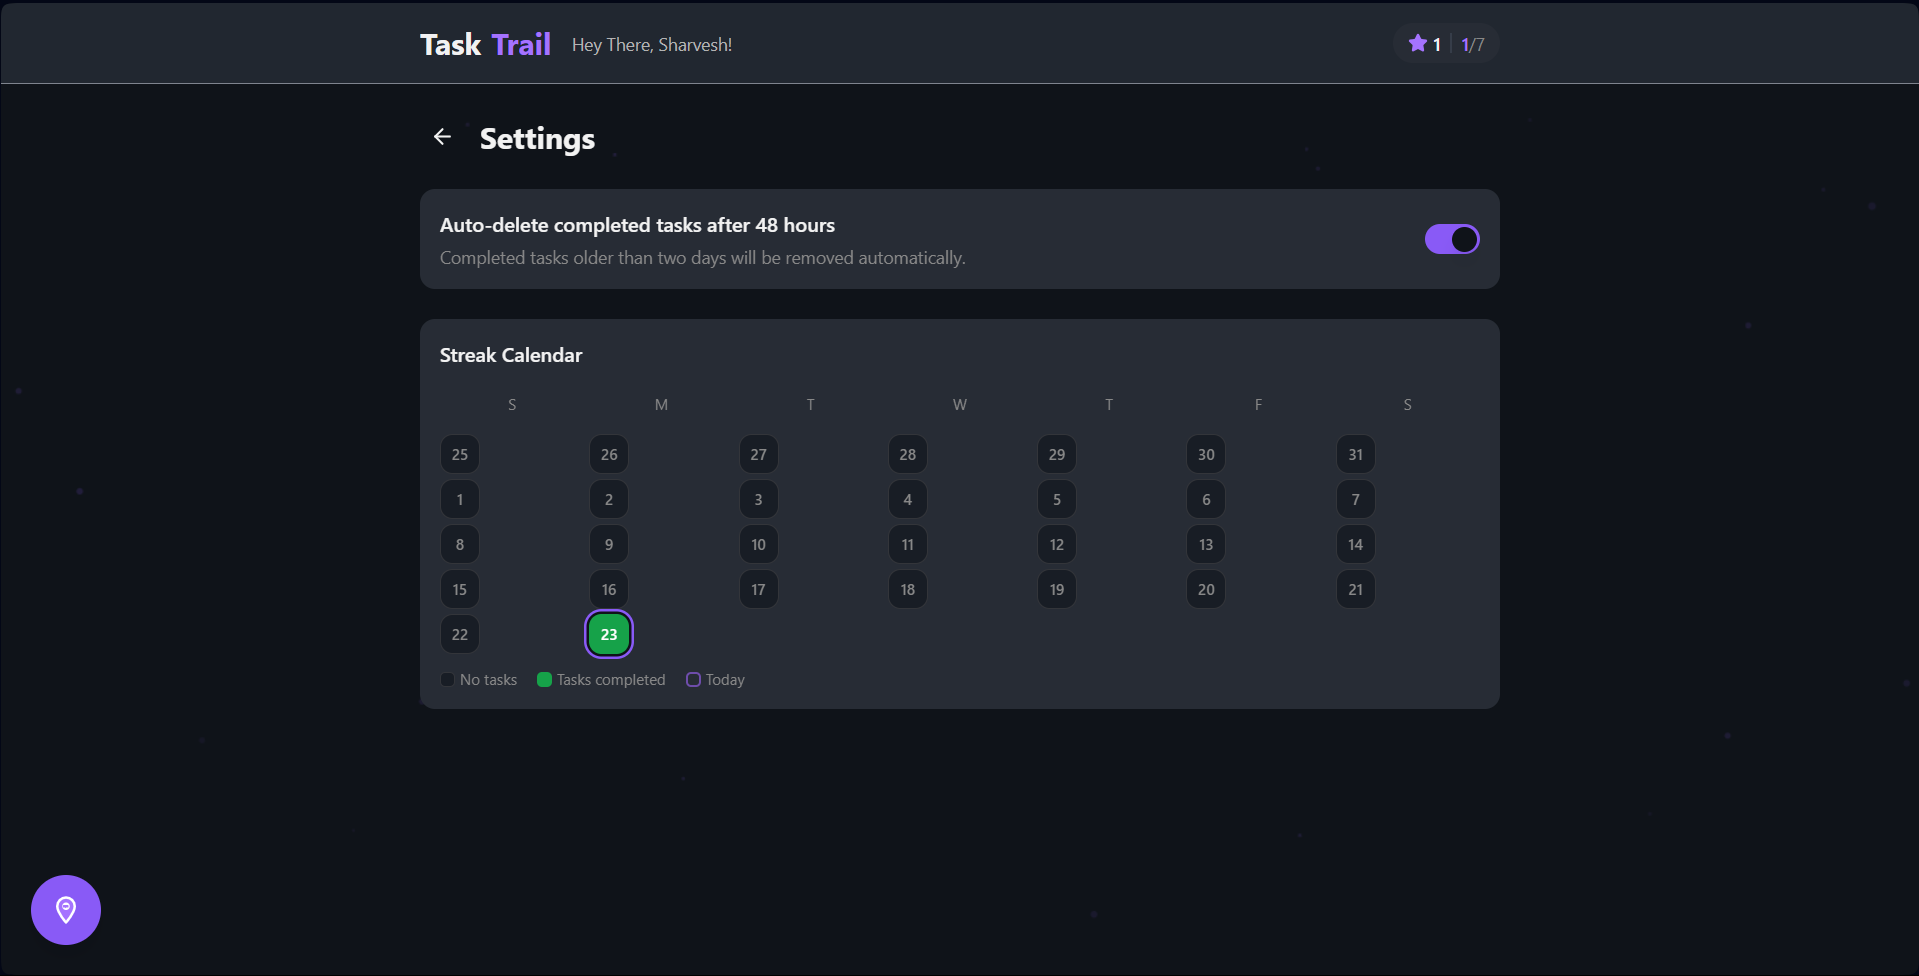 Task Trail Hey There, Sharvesh! 1 1/7
Settings
Auto-delete completed tasks after 48 hours
Completed tasks older than two days will be removed automatically.
Streak Calendar
S M T W T F S
25 26 27 28 29 30 31
1 2 3 4 5 6 7
8 9 10 11 12 13 14
15 16 17 18 19 20 21
22 23
No tasks Tasks completed Today